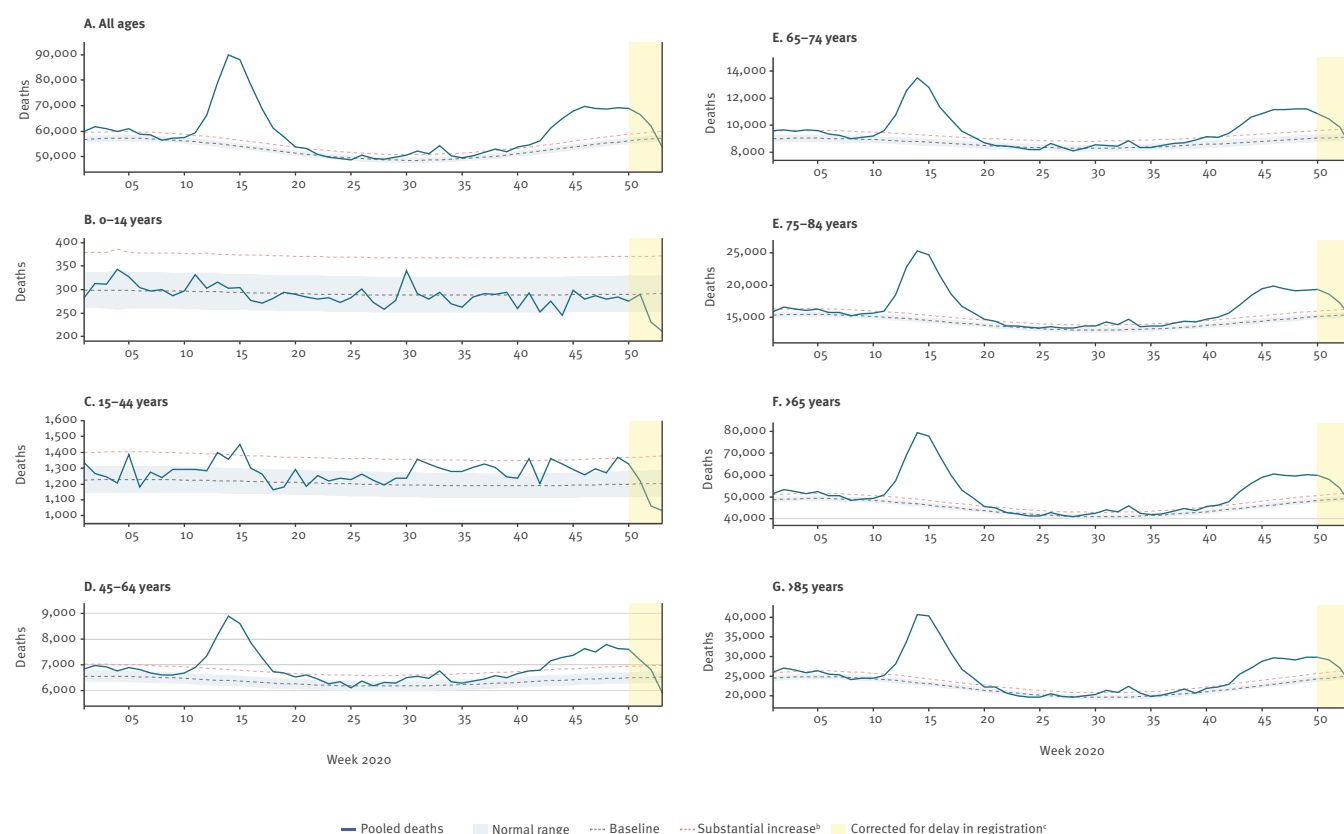 A. All ages
Deaths
90,000
80,000
70,000
60,000
50,000
05 10 15 20 25 30 35 40 45 50
B. 0–14 years
Deaths
400
350
300
250
200
05 10 15 20 25 30 35 40 45 50
C. 15–44 years
Deaths
1,600
1,500
1,400
1,300
1,200
1,100
1,000
05 10 15 20 25 30 35 40 45 50
D. 45–64 years
Deaths
9,000
8,000
7,000
6,000
05 10 15 20 25 30 35 40 45 50
Week 2020
E. 65–74 years
Deaths
14,000
12,000
10,000
8,000
05 10 15 20 25 30 35 40 45 50
E. 75–84 years
Deaths
25,000
20,000
15,000
05 10 15 20 25 30 35 40 45 50
F. >65 years
Deaths
80,000
70,000
60,000
50,000
40,000
05 10 15 20 25 30 35 40 45 50
G. >85 years
Deaths
40,000
35,000
30,000
25,000
20,000
05 10 15 20 25 30 35 40 45 50
Week 2020
Pooled deaths Normal range Baseline Substantial increaseᵇ Corrected for delay in registrationᶜ